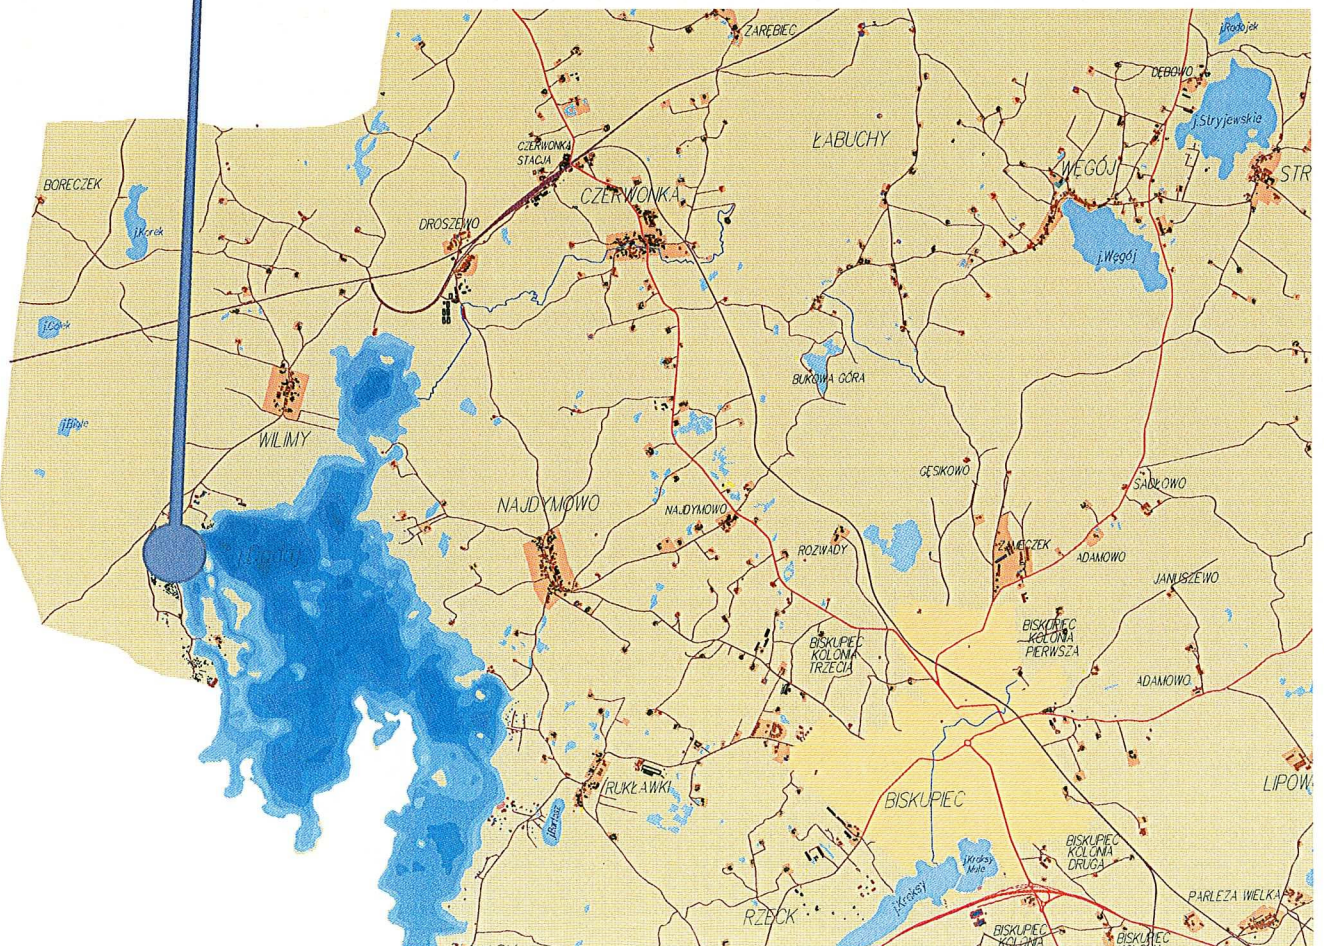 j.Radojek
ZARĘBIEC
DĘBOWO
j.Stryjewskie
ŁABUCHY
CZERWONKA
STACJA
WĘGÓJ
STR
BORECZEK
CZERWONKA
DROSZEWO
j.Korek
j.Węgój
BUKOWA GÓRA
WILIMY
GĘSIKOWO
SADŁOWO
NAJDYMOWO
NAJDYMOWO
ROZWADY
ZAMECZEK
ADAMOWO
JANUSZEWO
BISKUPIEC
KOLONIA
PIERWSZA
BISKUPIEC
KOLONIA
TRZECIA
ADAMOWO
RUKŁAWKI
LIPOW
BISKUPIEC
BISKUPIEC
KOLONIA
DRUGA
j.Kraksy
Małe
j.Kraksy
PARLEZA WIELKA
RZECK
BISKUPIEC
KOLONIA
BISKUPIEC